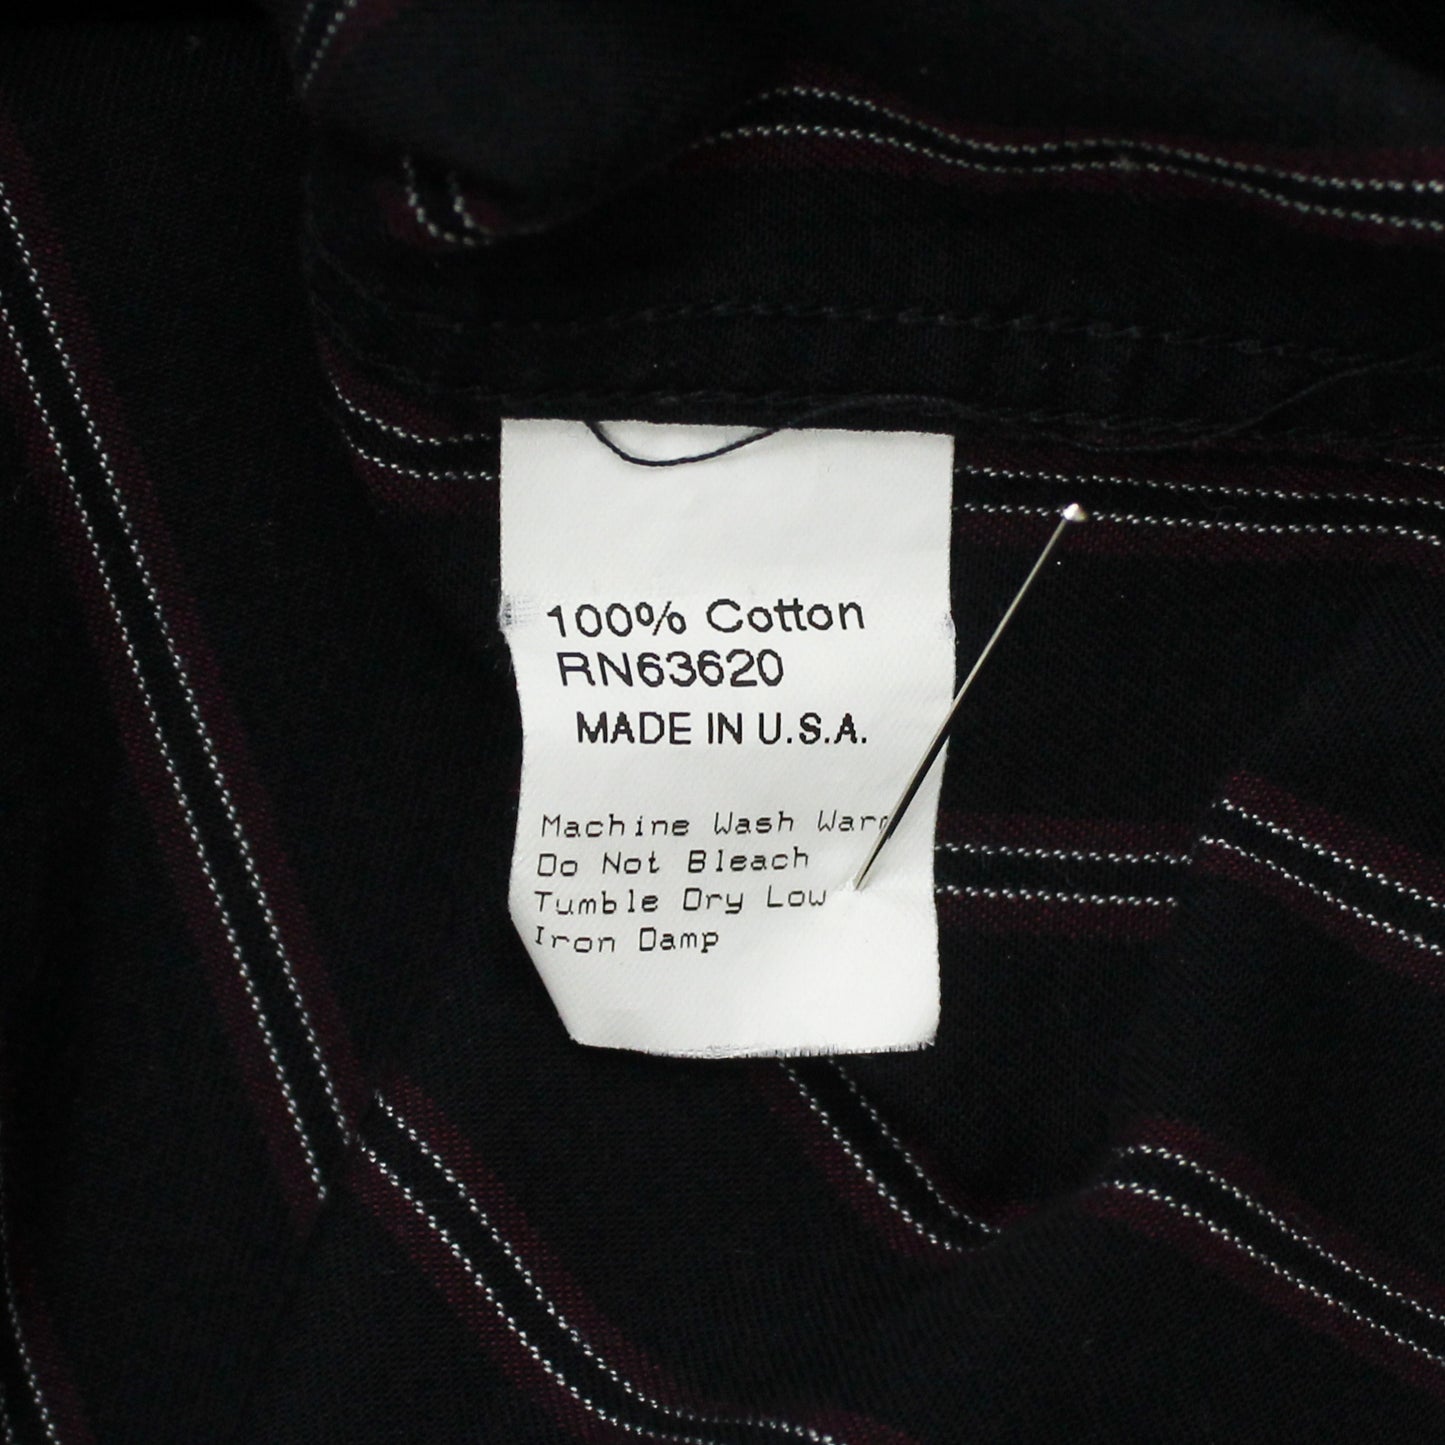 100% Cotton
RN63620
MADE IN U.S.A.
Machine Wash Warm
Do Not Bleach
Tumble Dry Low
Iron Damp